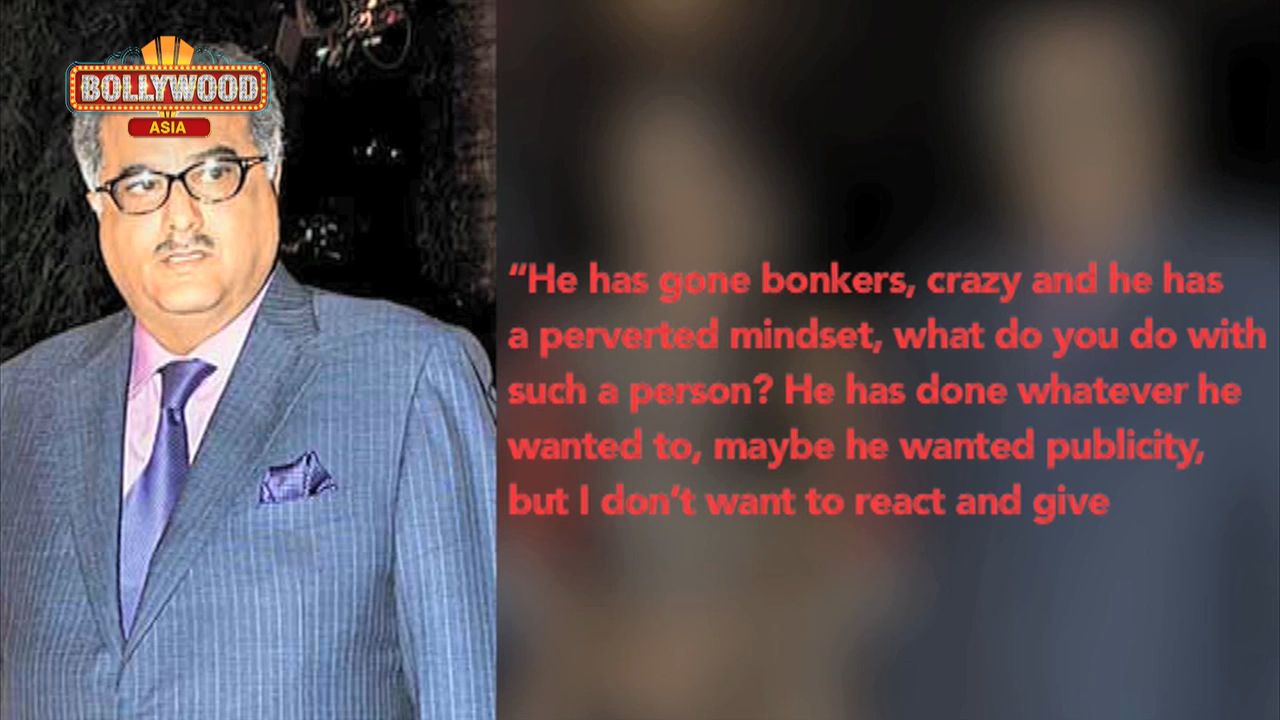 BOLLYWOOD
ASIA
“He has gone bonkers, crazy and he has
a perverted mindset, what do you do with
such a person? He has done whatever he
wanted to, maybe he wanted publicity,
but I don’t want to react and give